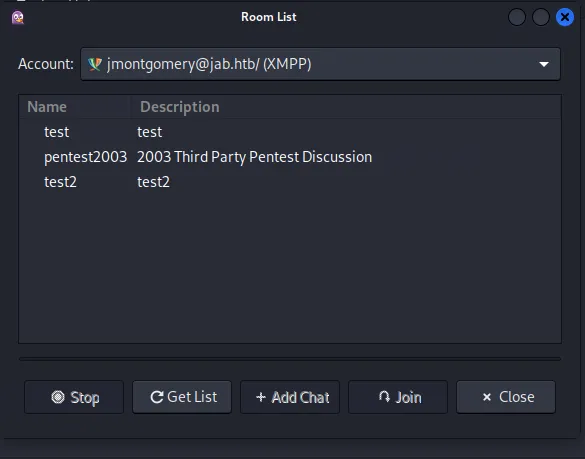 Room List
Account: jmontgomery@jab.htb/ (XMPP)
Name Description
test test
pentest2003 2003 Third Party Pentest Discussion
test2 test2
Stop Get List Add Chat Join Close